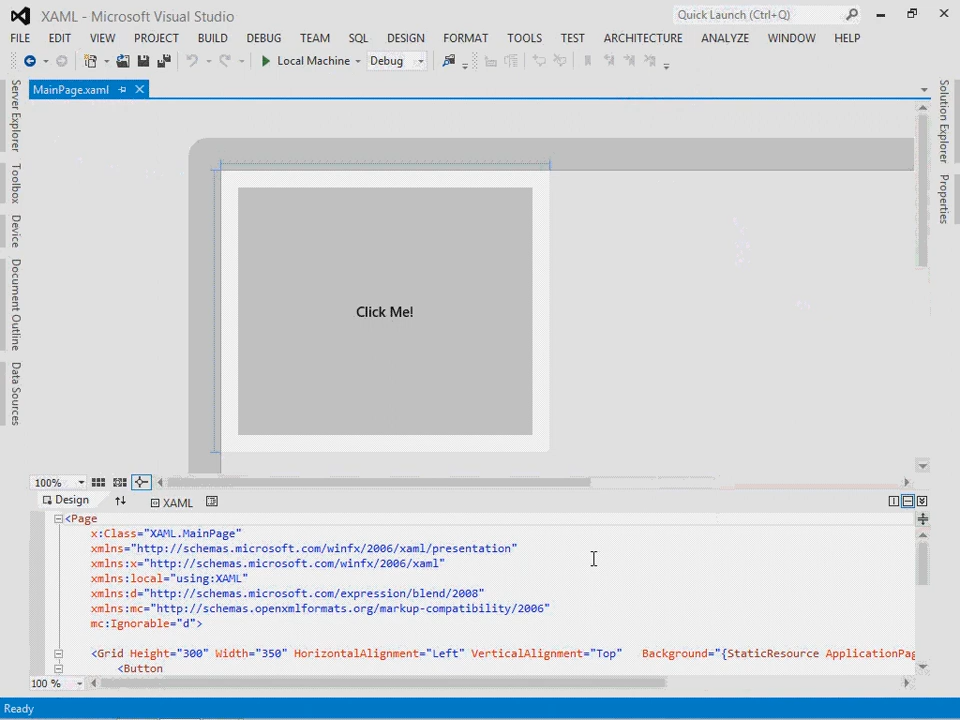 XAML - Microsoft Visual Studio
Quick Launch (Ctrl+Q)
FILE EDIT VIEW PROJECT BUILD DEBUG TEAM SQL DESIGN FORMAT TOOLS TEST ARCHITECTURE ANALYZE WINDOW HELP
Local Machine Debug
MainPage.xaml
Server Explorer
Toolbox
Device
Document Outline
Data Sources
Solution Explorer
Properties
Click Me!
100%
Design XAML
<Page
x:Class="XAML.MainPage"
xmlns="http://schemas.microsoft.com/winfx/2006/xaml/presentation"
xmlns:x="http://schemas.microsoft.com/winfx/2006/xaml"
xmlns:local="using:XAML"
xmlns:d="http://schemas.microsoft.com/expression/blend/2008"
xmlns:mc="http://schemas.openxmlformats.org/markup-compatibility/2006"
mc:Ignorable="d">
<Grid Height="300" Width="350" HorizontalAlignment="Left" VerticalAlignment="Top" Background="{StaticResource ApplicationPag
<Button
100 %
Ready